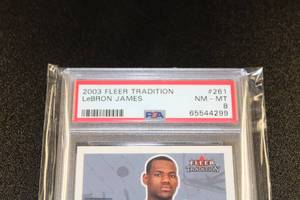 2003 FLEER TRADITION #261
LeBRON JAMES NM - MT
8
PSA 65544299
FLEER
TRADITION